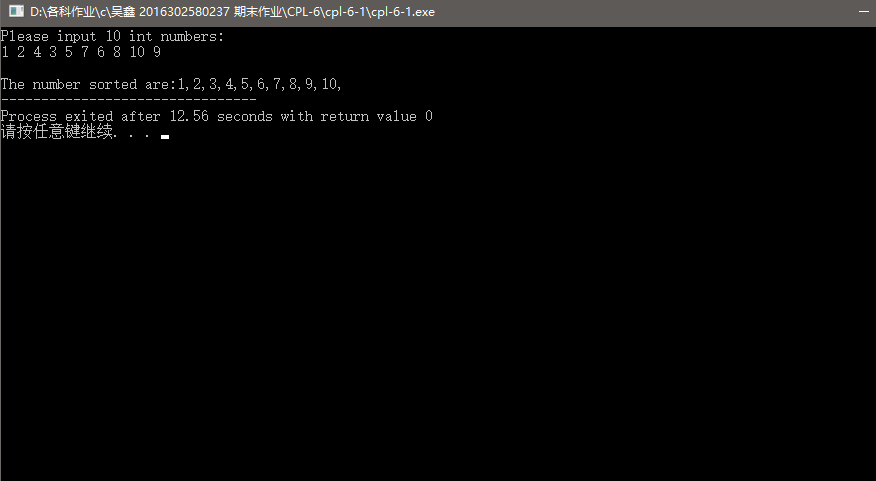 D:\各科作业\c\吴鑫 2016302580237 期末作业\CPL-6\cpl-6-1\cpl-6-1.exe
Please input 10 int numbers:
1 2 4 3 5 7 6 8 10 9
The number sorted are:1,2,3,4,5,6,7,8,9,10,
--------------------------------
Process exited after 12.56 seconds with return value 0
请按任意键继续. . .